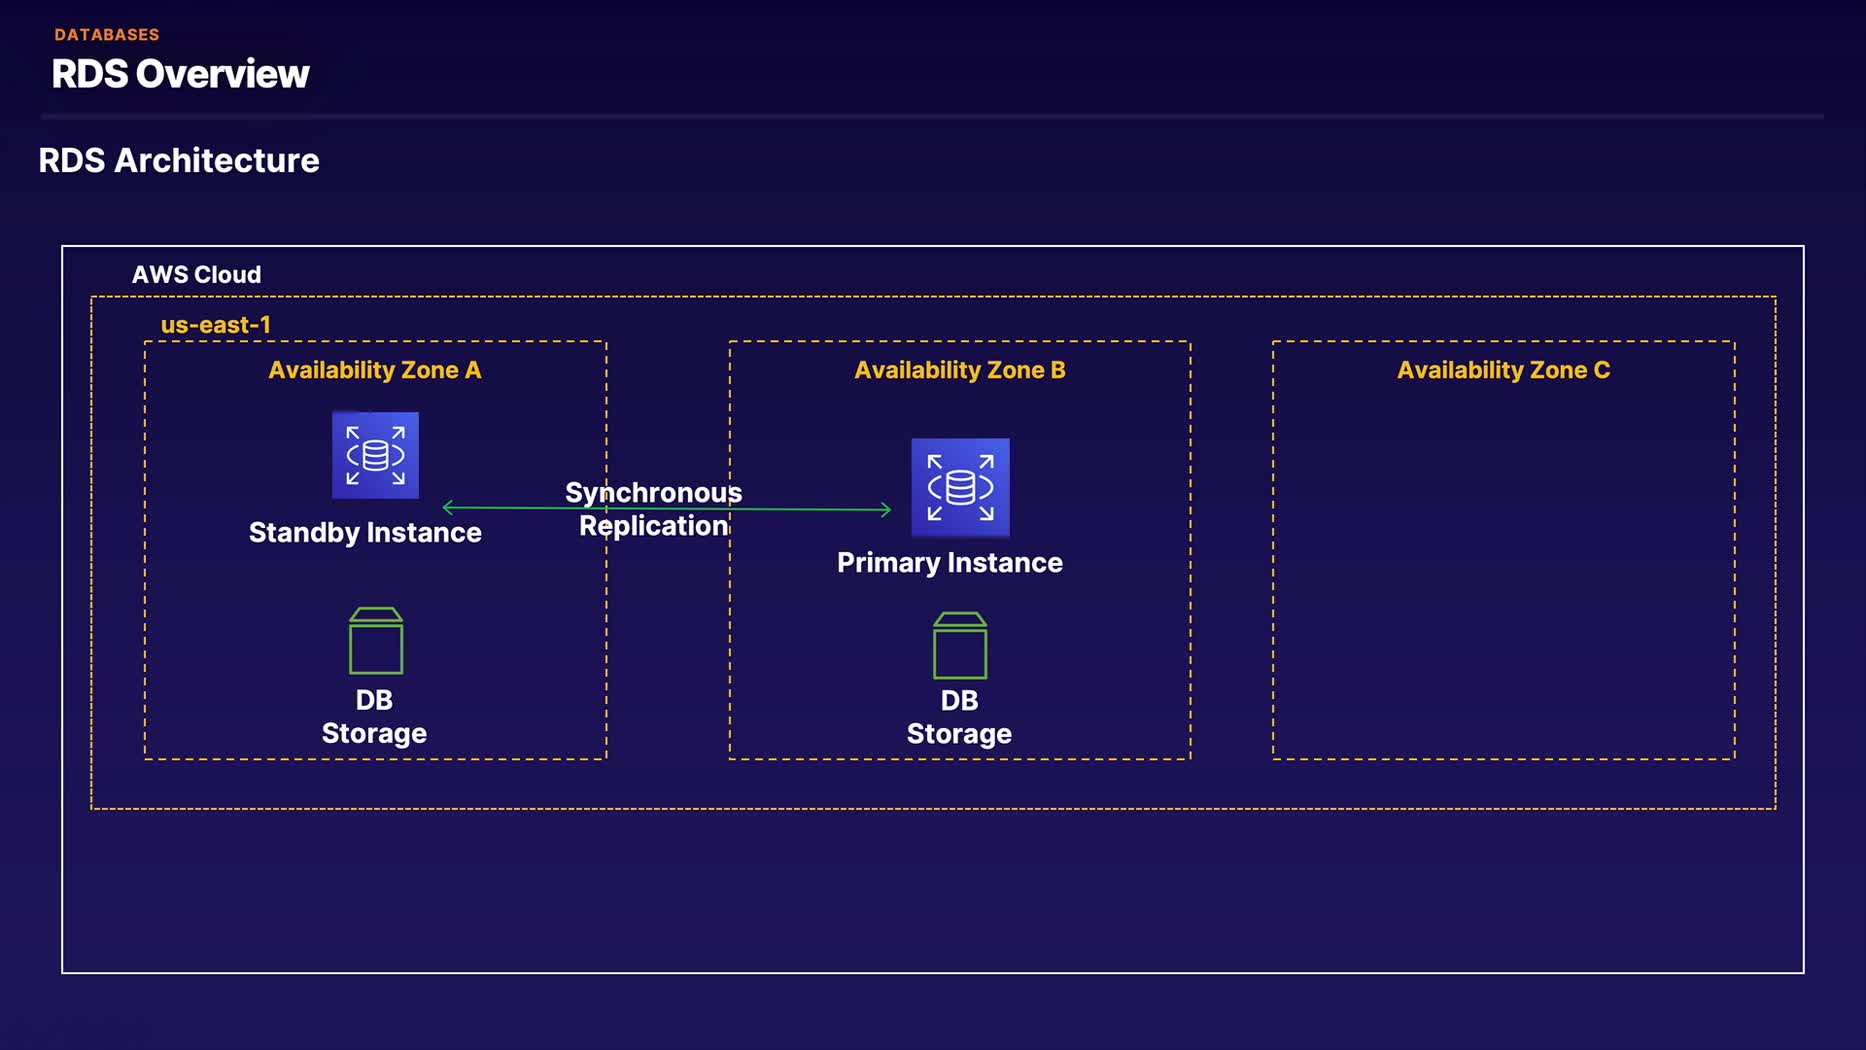 DATABASES
RDS Overview
RDS Architecture
AWS Cloud
us-east-1
Availability Zone A
Standby Instance
DB
Storage
Synchronous
Replication
Availability Zone B
Primary Instance
DB
Storage
Availability Zone C